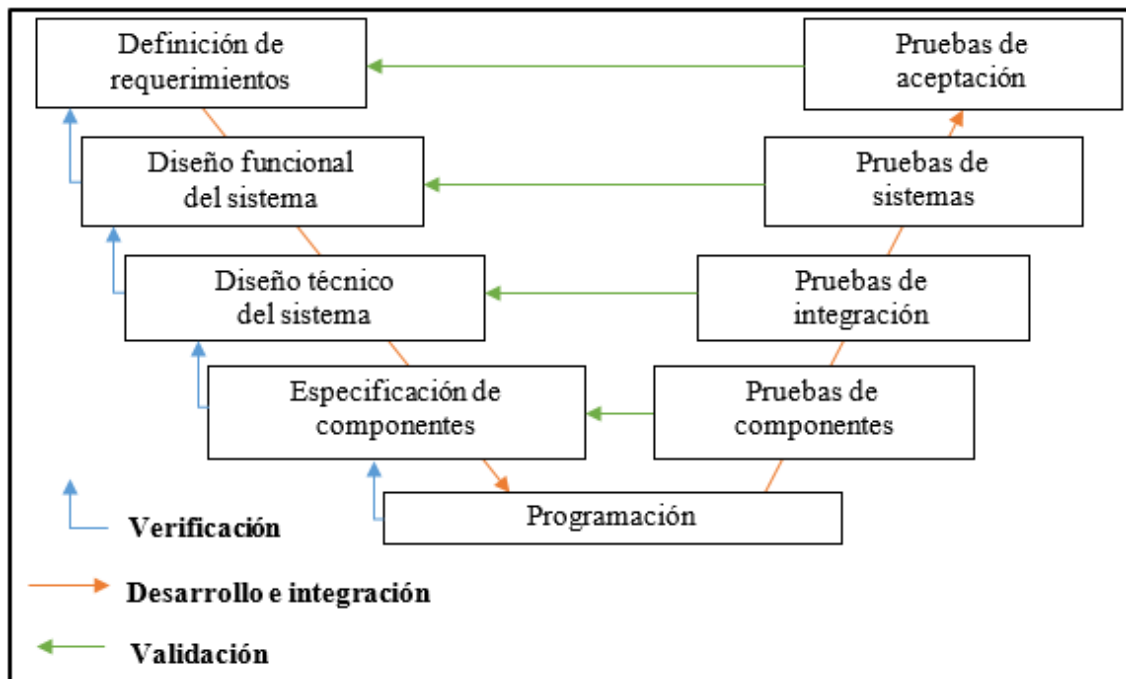 Definición de
requerimientos
Pruebas de
aceptación
Diseño funcional
del sistema
Pruebas de
sistemas
Diseño técnico
del sistema
Pruebas de
integración
Especificación de
componentes
Pruebas de
componentes
Programación
Verificación
Desarrollo e integración
Validación